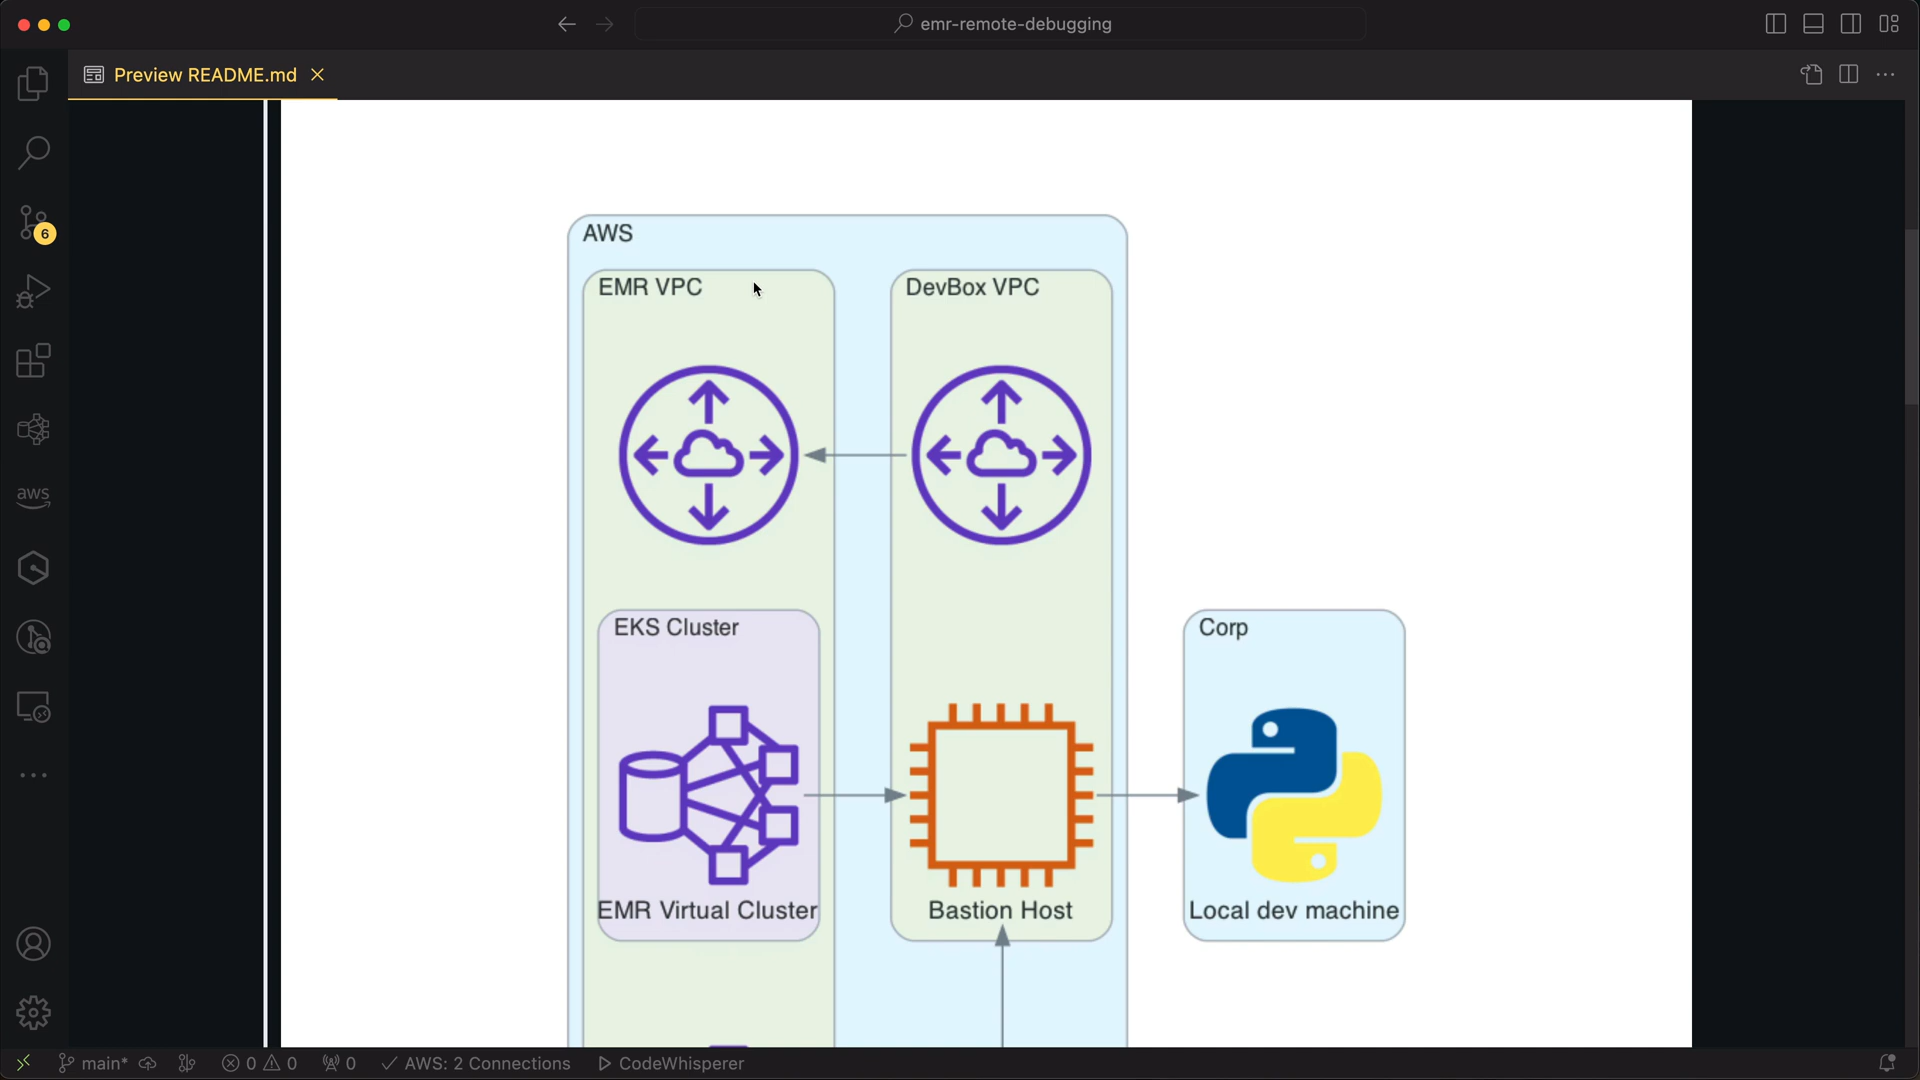 emr-remote-debugging
Preview README.md
6
aws
AWS
EMR VPC
DevBox VPC
EKS Cluster
Corp
EMR Virtual Cluster
Bastion Host
Local dev machine
main* 0 0 0 AWS: 2 Connections CodeWhisperer